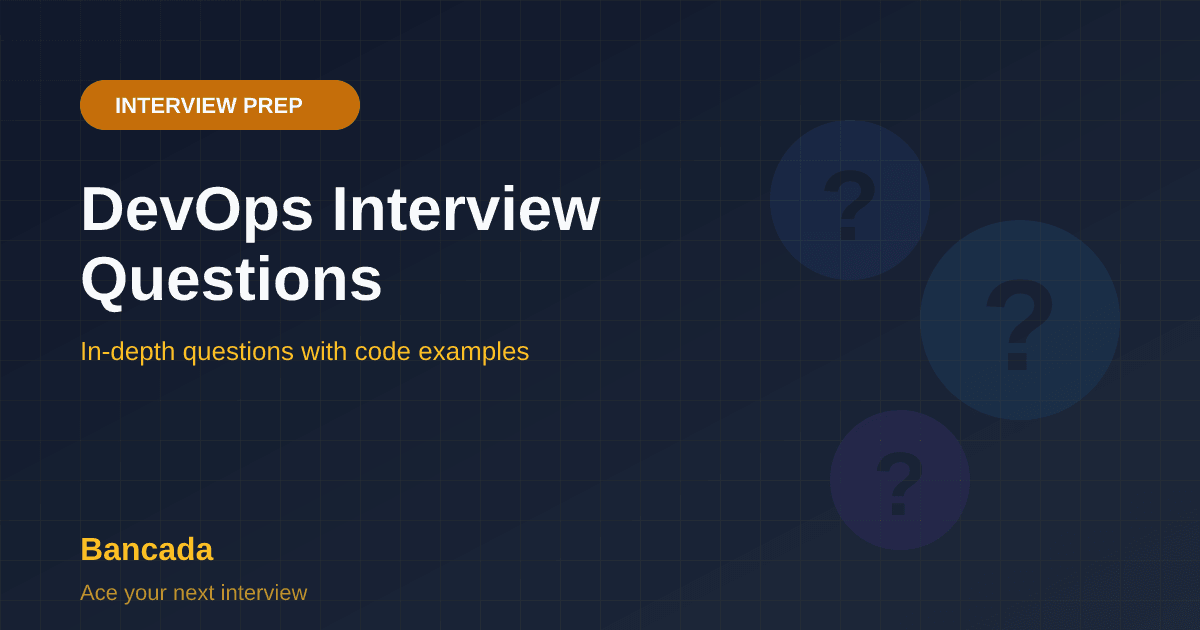 INTERVIEW PREP
DevOps Interview
Questions
In-depth questions with code examples
?
?
?
Bancada
Ace your next interview